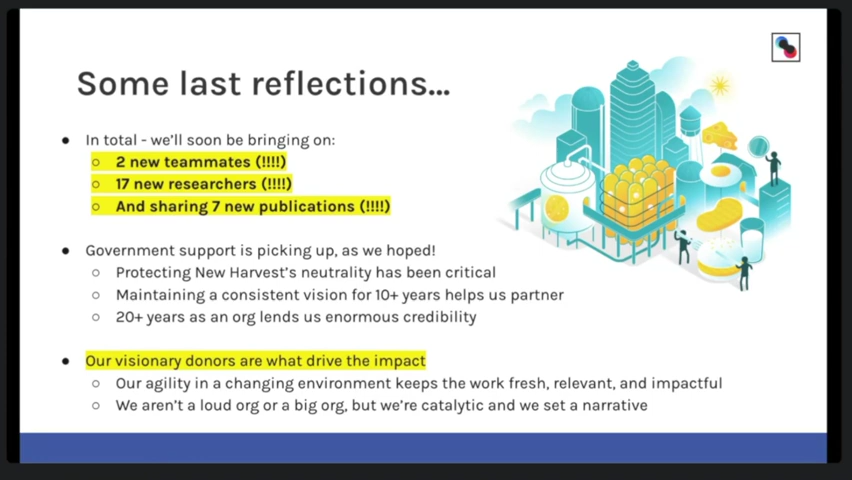 Some last reflections...
● In total - we'll soon be bringing on:
○ 2 new teammates (!!!!)
○ 17 new researchers (!!!!)
○ And sharing 7 new publications (!!!!)
● Government support is picking up, as we hoped!
○ Protecting New Harvest's neutrality has been critical
○ Maintaining a consistent vision for 10+ years helps us partner
○ 20+ years as an org lends us enormous credibility
● Our visionary donors are what drive the impact
○ Our agility in a changing environment keeps the work fresh, relevant, and impactful
○ We aren't a loud org or a big org, but we're catalytic and we set a narrative